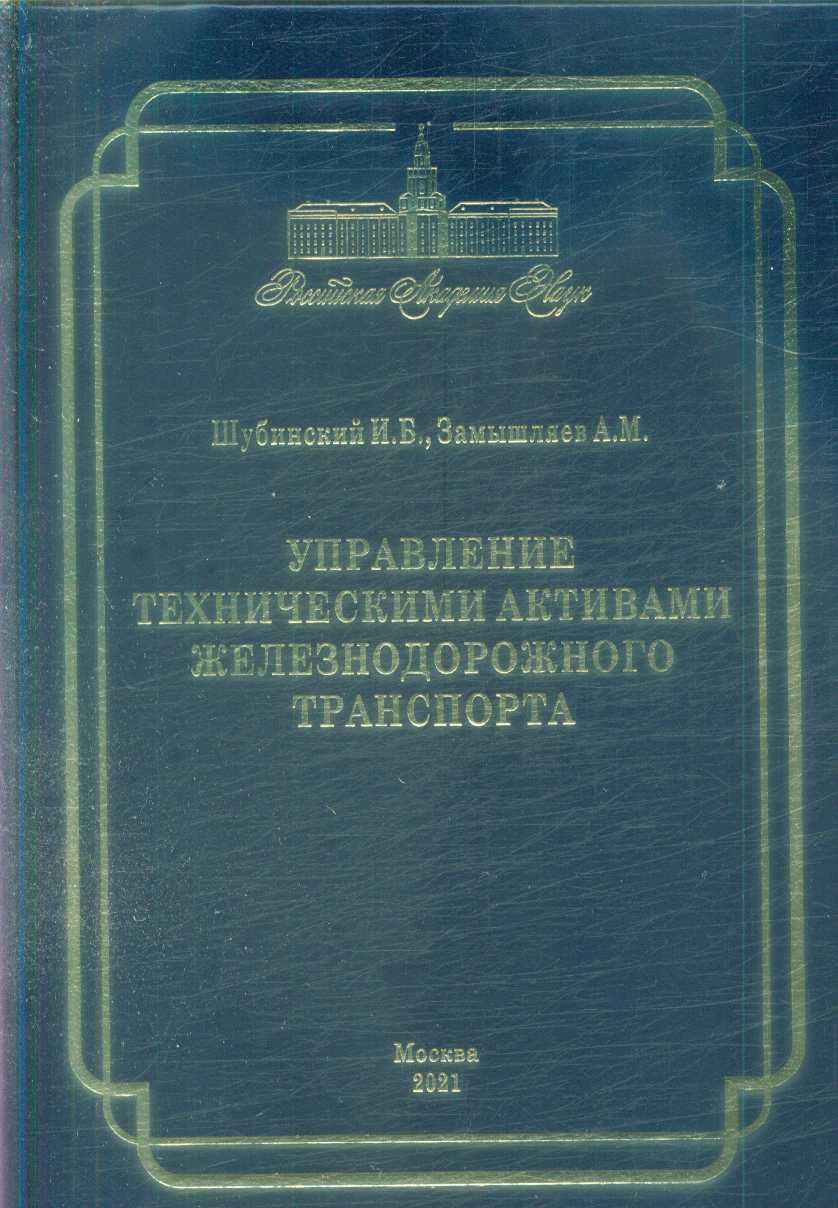 Российская Академия Наук
Шубинский И.Б., Замышляев А.М.
УПРАВЛЕНИЕ
ТЕХНИЧЕСКИМИ АКТИВАМИ
ЖЕЛЕЗНОДОРОЖНОГО
ТРАНСПОРТА
Москва
2021